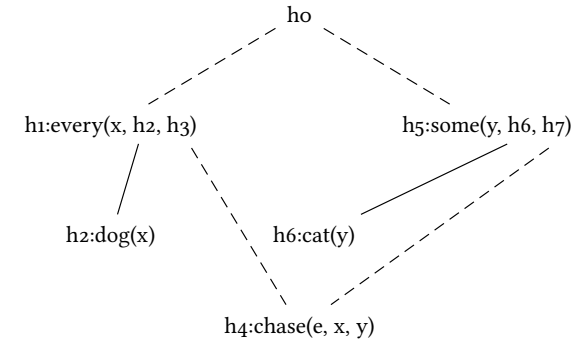 h0
h1:every(x, h2, h3)
h5:some(y, h6, h7)
h2:dog(x)
h6:cat(y)
h4:chase(e, x, y)